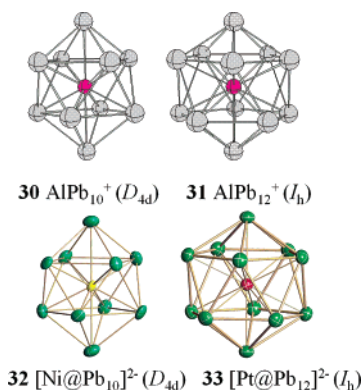 30 AlPb₁₀⁺ (D₄d) 31 AlPb₁₂⁺ (Iₕ)
32 [Ni@Pb₁₀]²⁻ (D₄d) 33 [Pt@Pb₁₂]²⁻ (Iₕ)